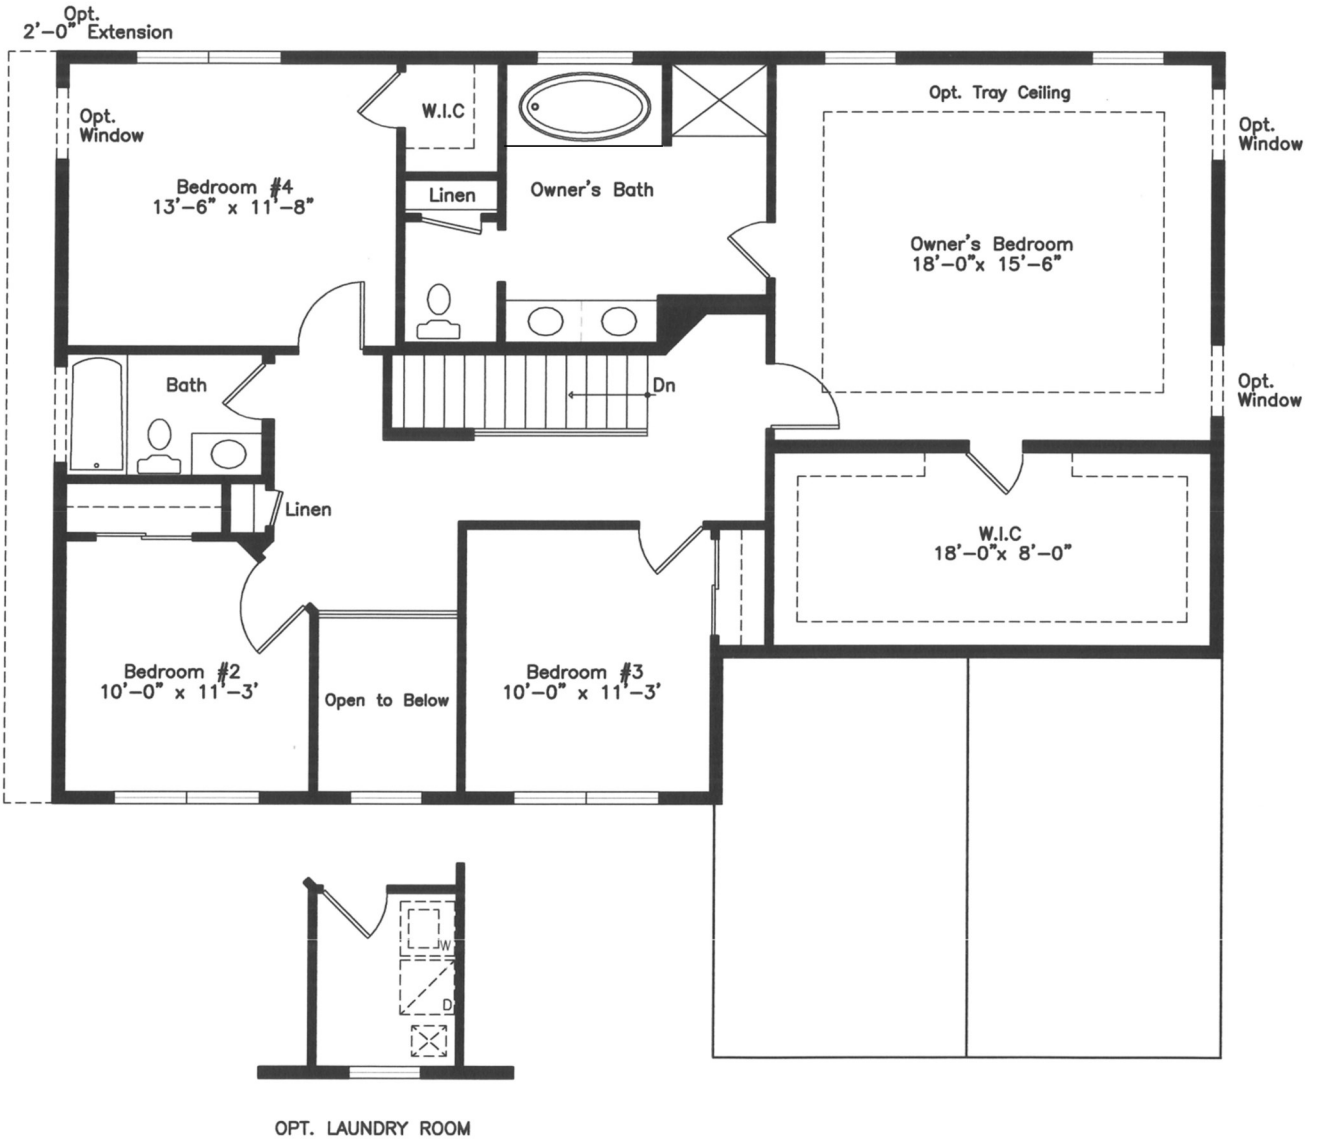 Opt.
2'-0" Extension
Opt.
Window
Bedroom #4
13'-6" x 11'-8"
W.I.C
Linen
Owner's Bath
Opt. Tray Ceiling
Owner's Bedroom
18'-0"x 15'-6"
Opt.
Window
Opt.
Window
Bath
Dn
Linen
W.I.C
18'-0"x 8'-0"
Bedroom #2
10'-0" x 11'-3'
Open to Below
Bedroom #3
10'-0" x 11'-3'
W
D
OPT. LAUNDRY ROOM